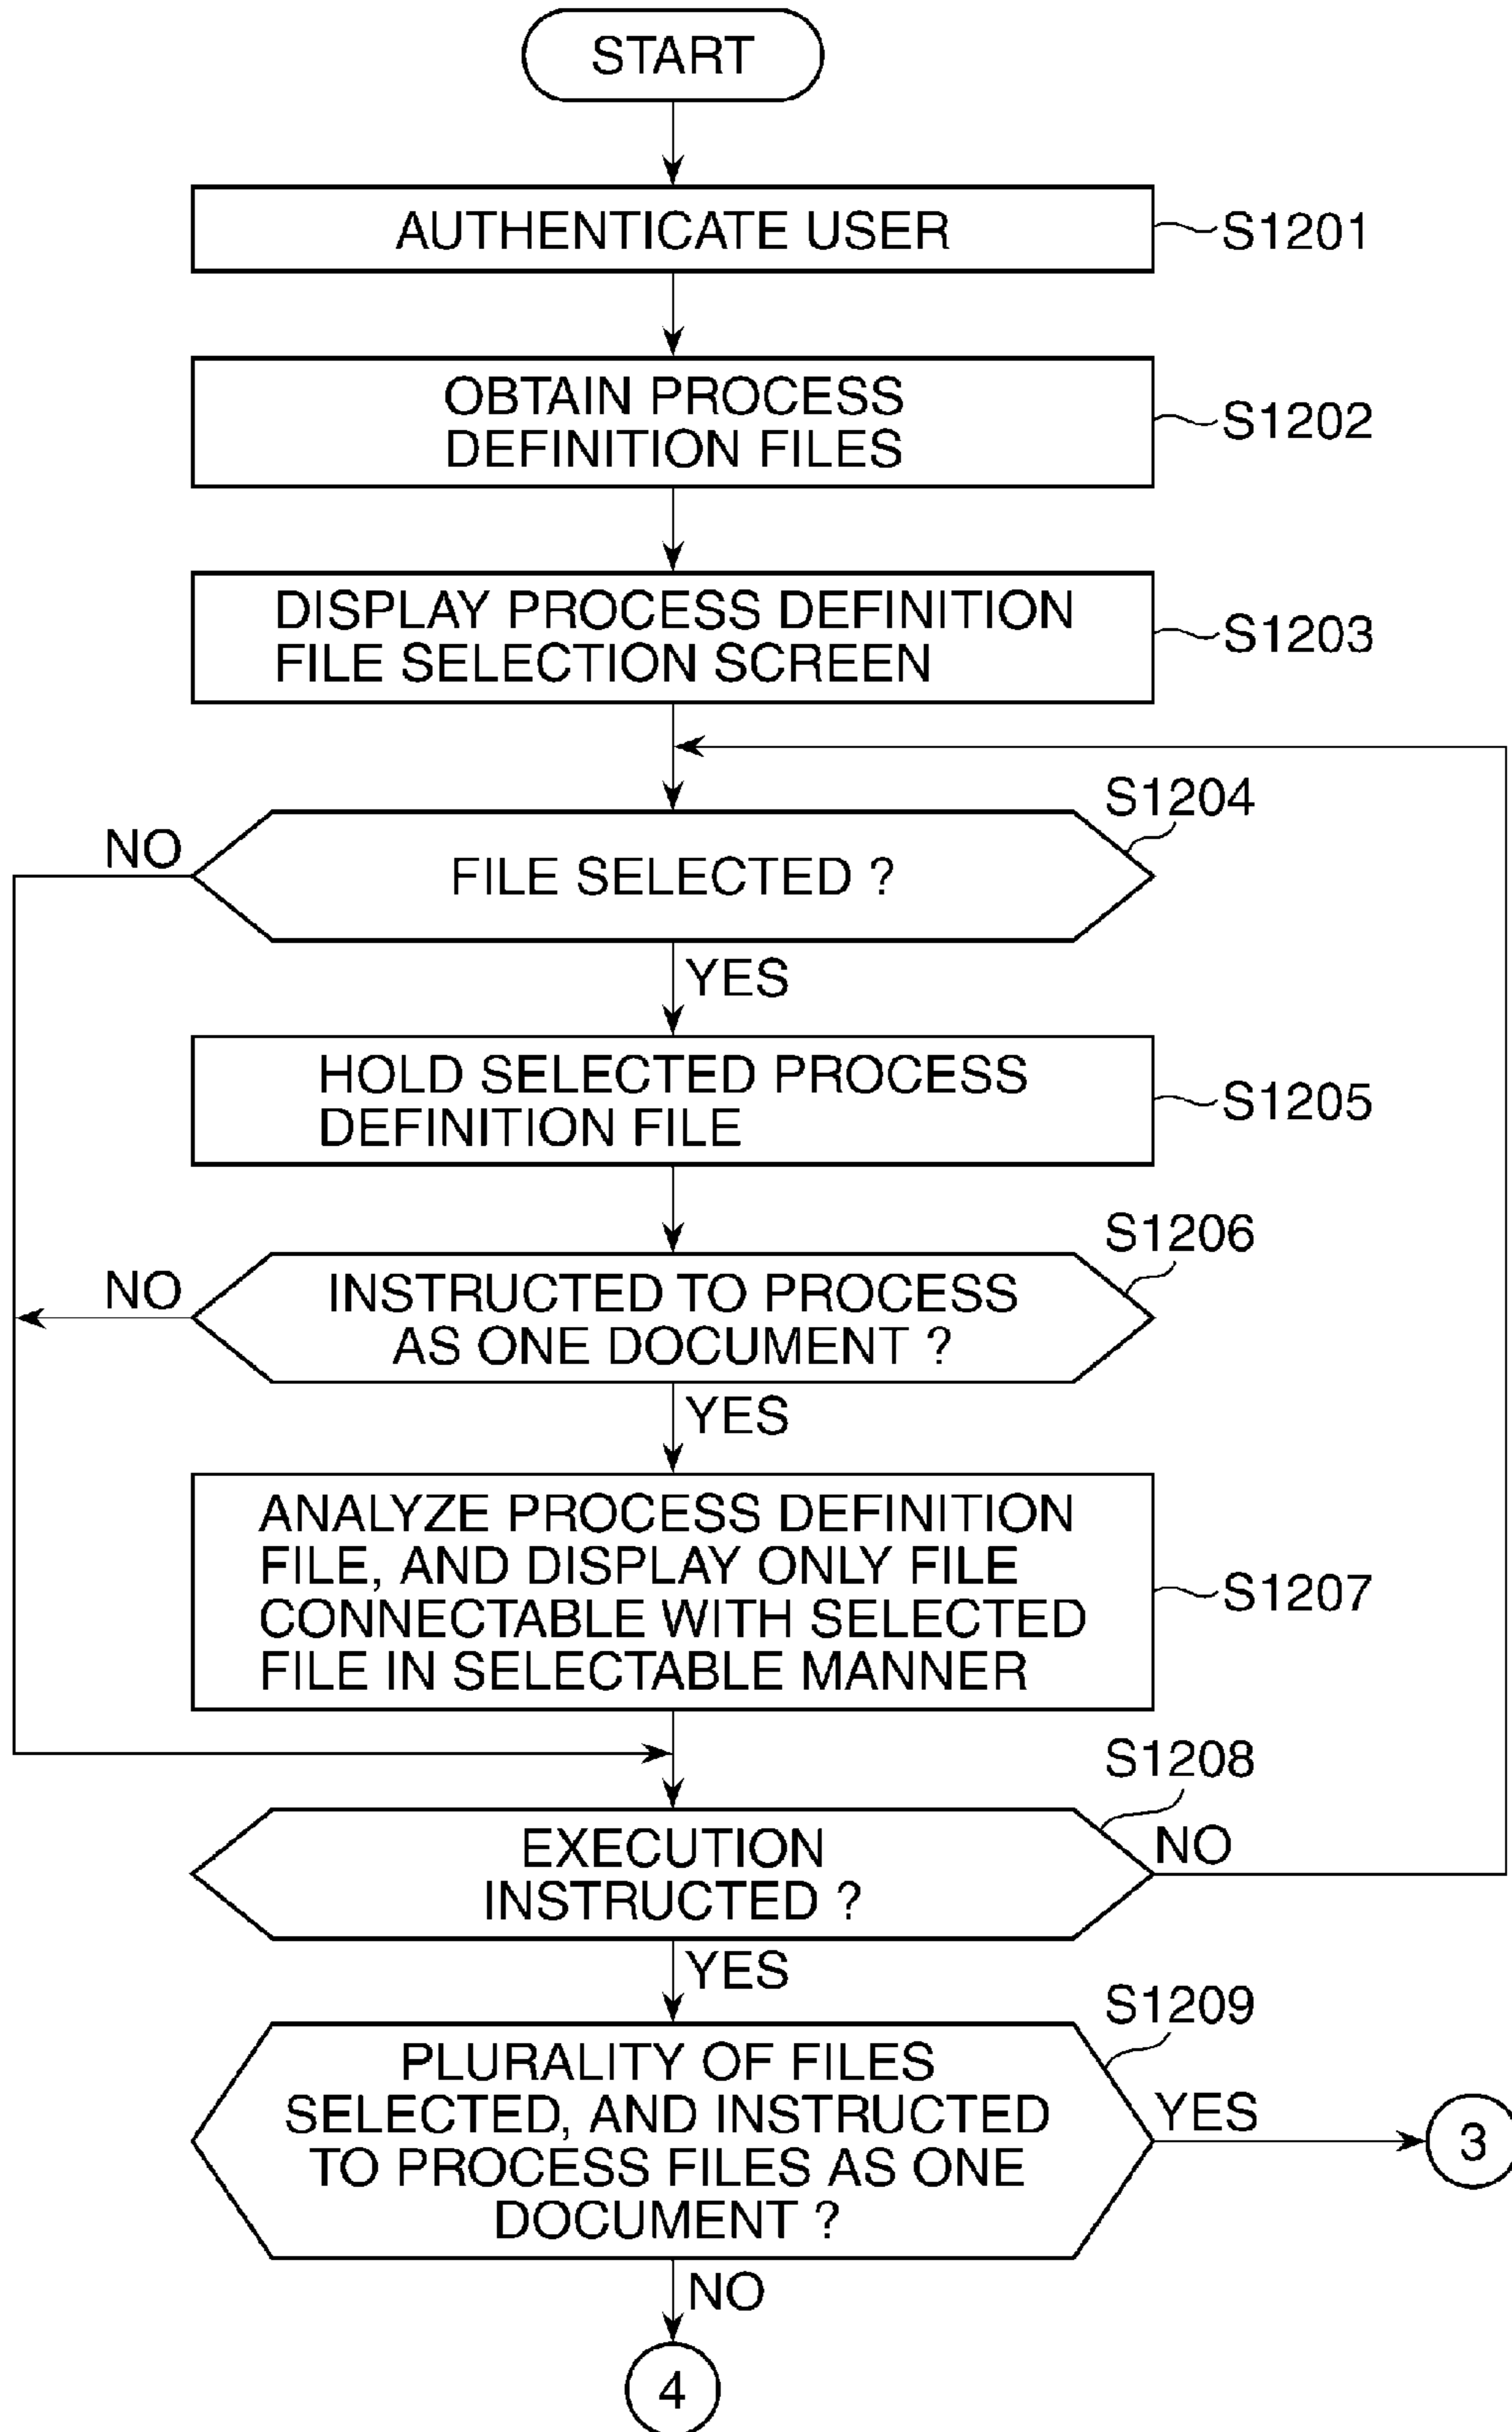 START
AUTHENTICATE USER
S1201
OBTAIN PROCESS
DEFINITION FILES
S1202
DISPLAY PROCESS DEFINITION
FILE SELECTION SCREEN
S1203
S1204
NO
FILE SELECTED ?
YES
HOLD SELECTED PROCESS
DEFINITION FILE
S1205
S1206
NO
INSTRUCTED TO PROCESS
AS ONE DOCUMENT ?
YES
ANALYZE PROCESS DEFINITION
FILE, AND DISPLAY ONLY FILE
CONNECTABLE WITH SELECTED
FILE IN SELECTABLE MANNER
S1207
S1208
EXECUTION
INSTRUCTED ?
NO
YES
S1209
PLURALITY OF FILES
SELECTED, AND INSTRUCTED
TO PROCESS FILES AS ONE
DOCUMENT ?
YES
3
NO
4